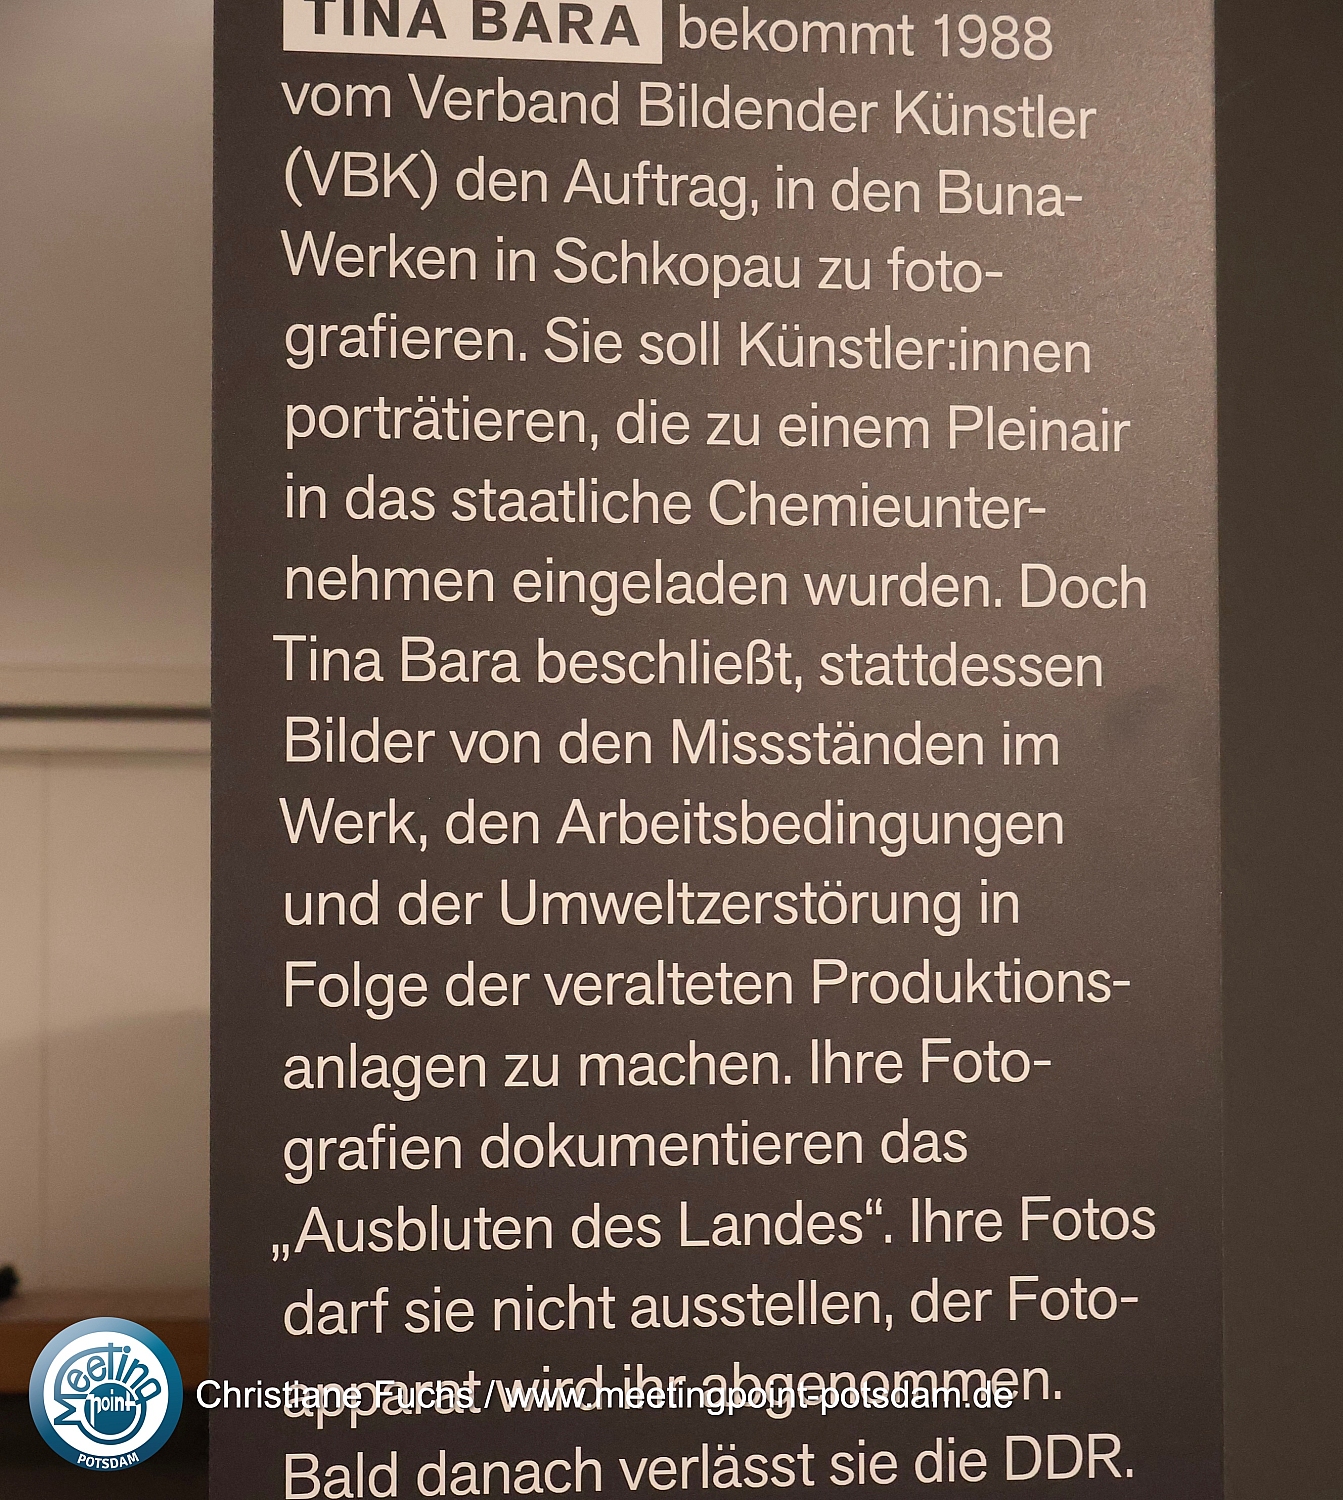 TINA BARA bekommt 1988
vom Verband Bildender Künstler
(VBK) den Auftrag, in den Buna-
Werken in Schkopau zu foto-
grafieren. Sie soll Künstler:innen
porträtieren, die zu einem Pleinair
in das staatliche Chemieunter-
nehmen eingeladen wurden. Doch
Tina Bara beschließt, stattdessen
Bilder von den Missständen im
Werk, den Arbeitsbedingungen
und der Umweltzerstörung in
Folge der veralteten Produktions-
anlagen zu machen. Ihre Foto-
grafien dokumentieren das
„Ausbluten des Landes“. Ihre Fotos
darf sie nicht ausstellen, der Foto-
apparat wird ihr abgenommen.
Bald danach verlässt sie die DDR.
Meeting
point
POTSDAM
Christiane Fuchs / www.meetingpoint-potsdam.de